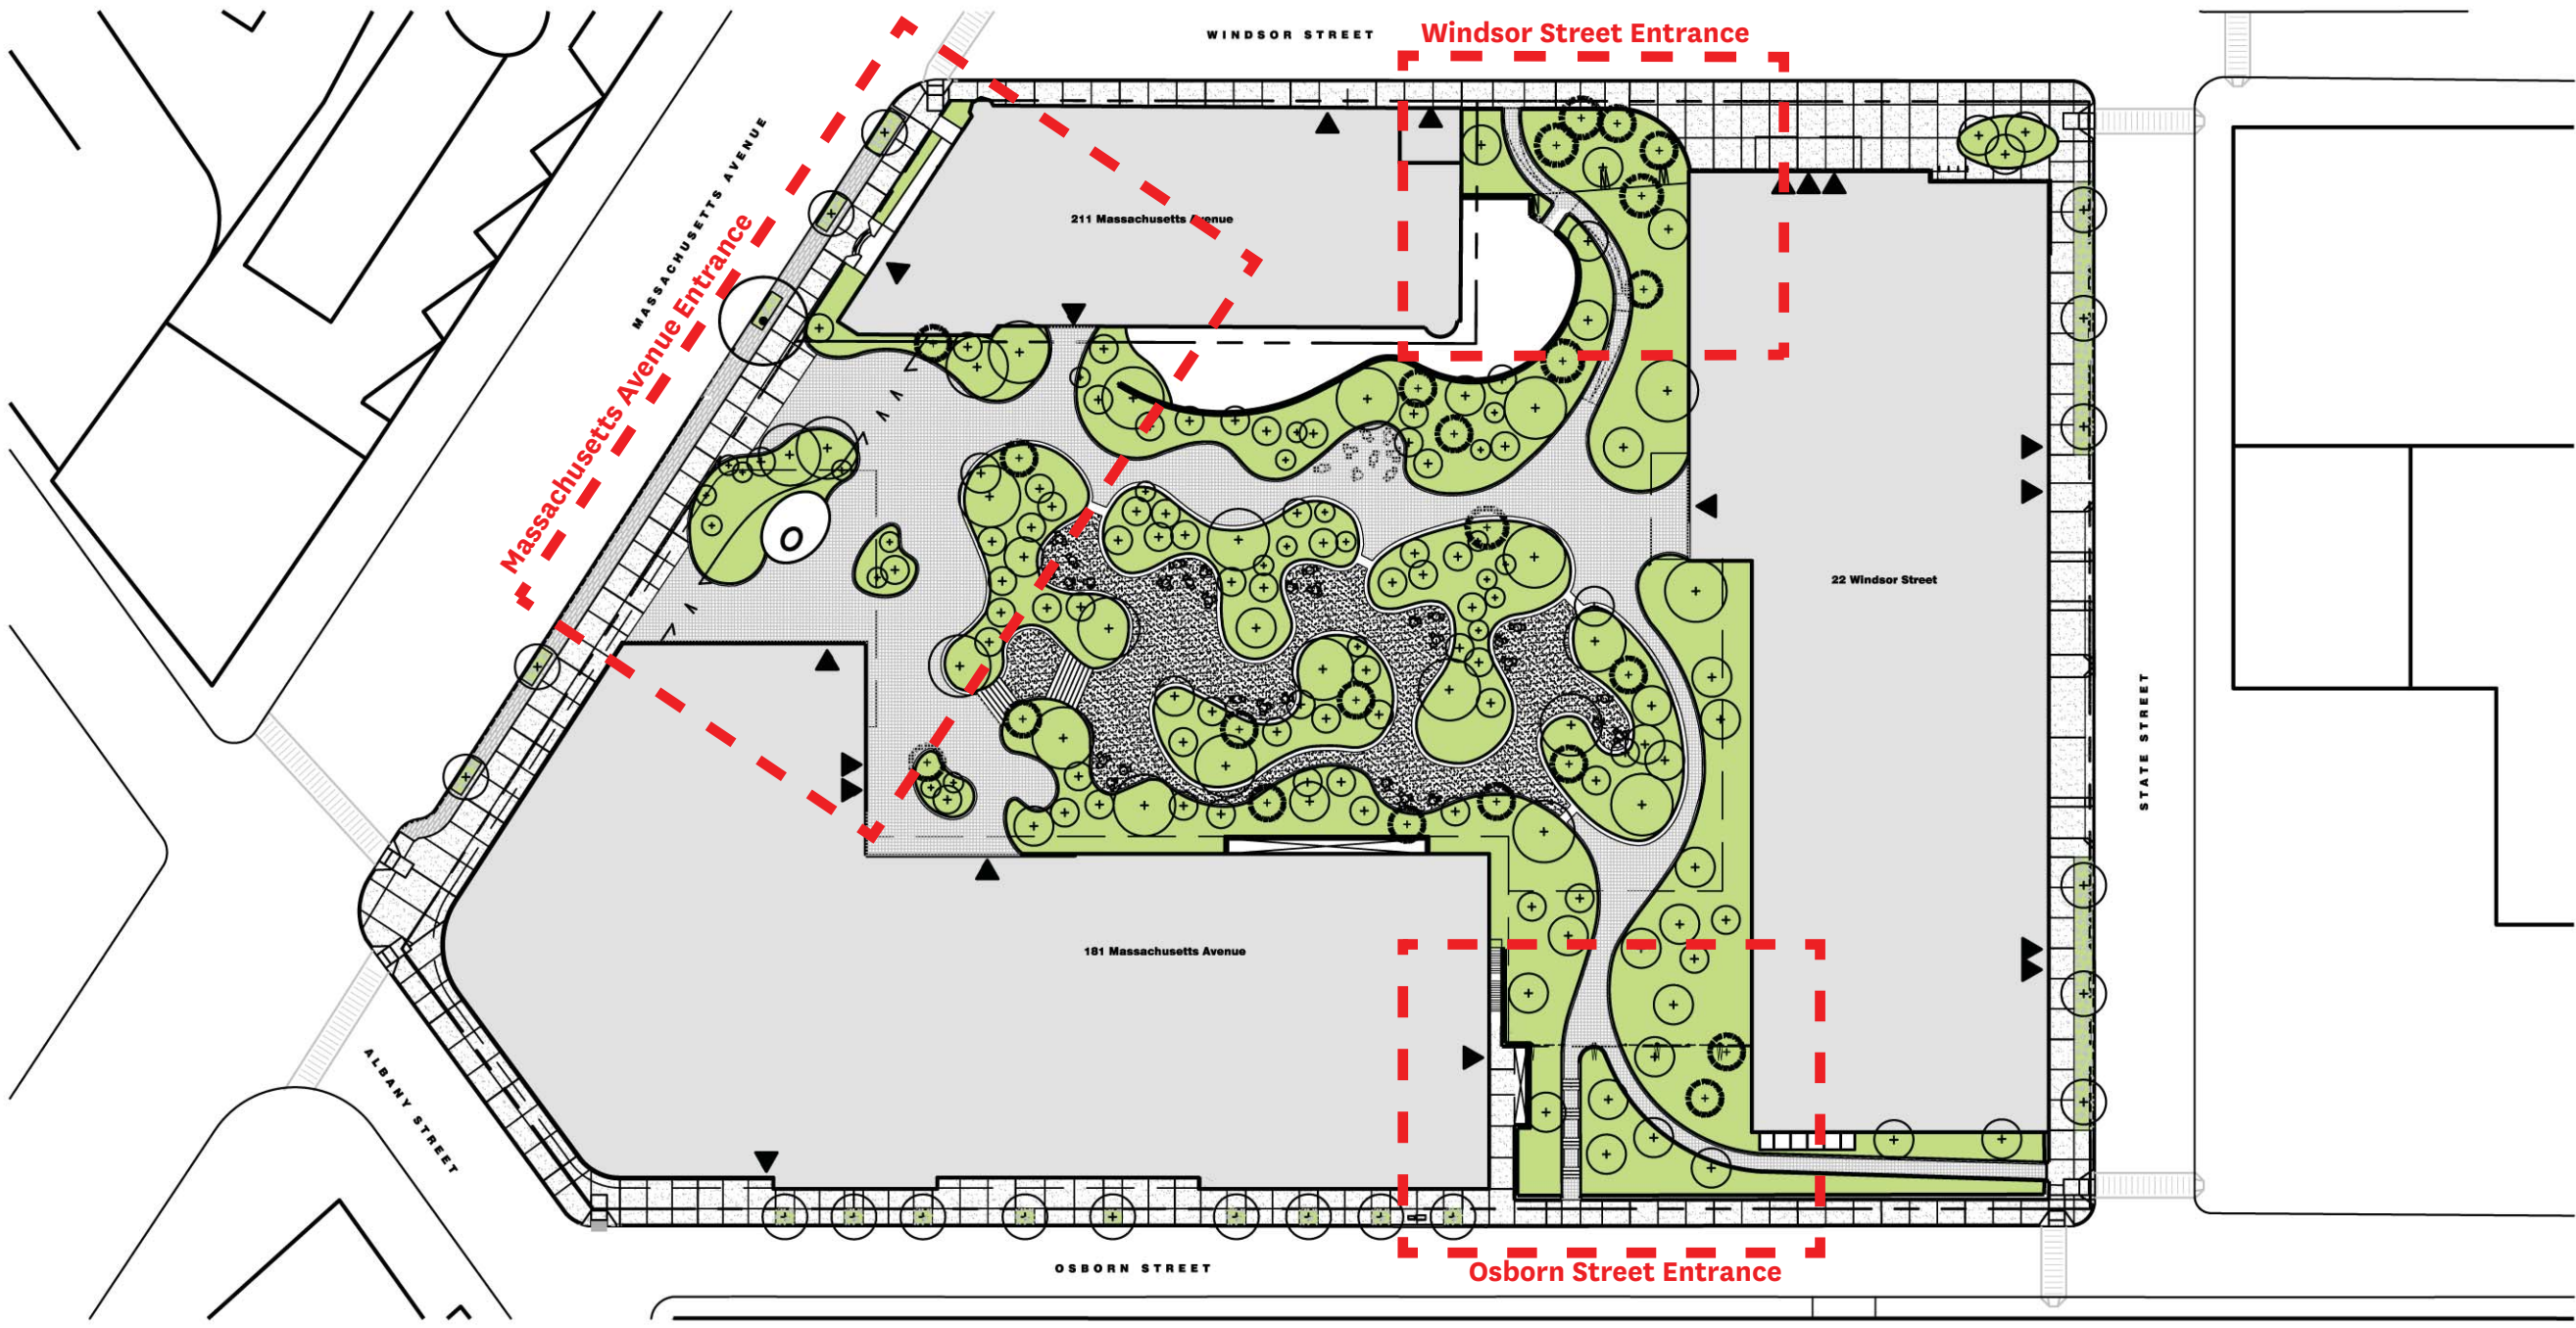 WINDSOR STREET
Windsor Street Entrance
MASSACHUSETTS AVENUE
Massachusetts Avenue Entrance
211 Massachusetts Avenue
22 Windsor Street
STATE STREET
181 Massachusetts Avenue
ALBANY STREET
OSBORN STREET
Osborn Street Entrance